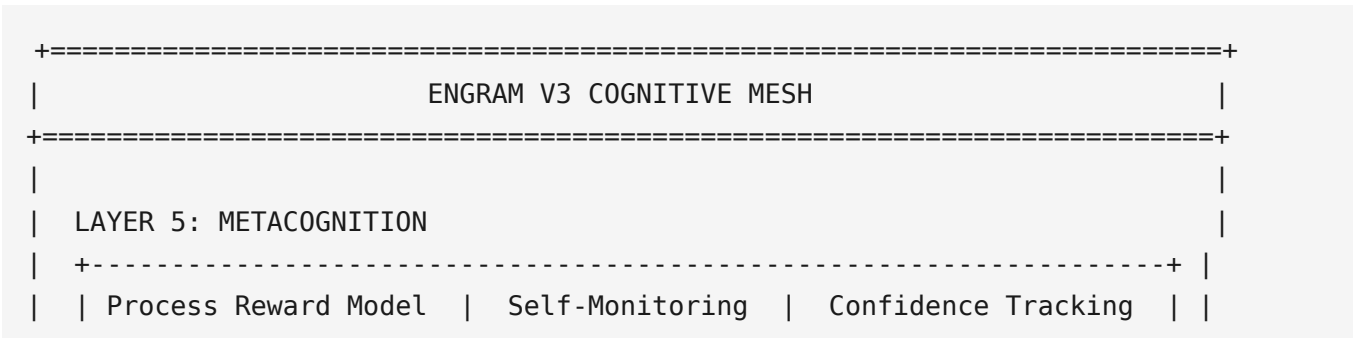 +=========================================================================+
| ENGRAM V3 COGNITIVE MESH |
+=========================================================================+
| |
| LAYER 5: METACOGNITION |
| +-------------------------------------------------------------------+ |
| | Process Reward Model | Self-Monitoring | Confidence Tracking | |